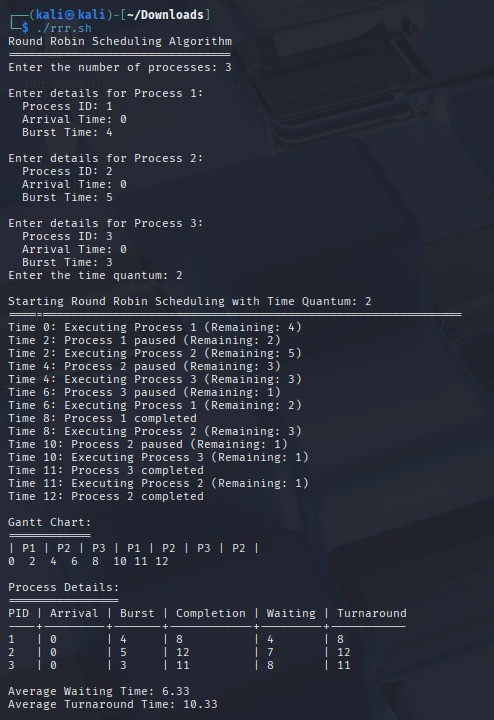 ┌──(kali㉿kali)-[~/Downloads]
└─$ ./rrr.sh
Round Robin Scheduling Algorithm
================================
Enter the number of processes: 3

Enter details for Process 1:
  Process ID: 1
  Arrival Time: 0
  Burst Time: 4

Enter details for Process 2:
  Process ID: 2
  Arrival Time: 0
  Burst Time: 5

Enter details for Process 3:
  Process ID: 3
  Arrival Time: 0
  Burst Time: 3
Enter the time quantum: 2

Starting Round Robin Scheduling with Time Quantum: 2
=================================================================
Time 0: Executing Process 1 (Remaining: 4)
Time 2: Process 1 paused (Remaining: 2)
Time 2: Executing Process 2 (Remaining: 5)
Time 4: Process 2 paused (Remaining: 3)
Time 4: Executing Process 3 (Remaining: 3)
Time 6: Process 3 paused (Remaining: 1)
Time 6: Executing Process 1 (Remaining: 2)
Time 8: Process 1 completed
Time 8: Executing Process 2 (Remaining: 3)
Time 10: Process 2 paused (Remaining: 1)
Time 10: Executing Process 3 (Remaining: 1)
Time 11: Process 3 completed
Time 11: Executing Process 2 (Remaining: 1)
Time 12: Process 2 completed

Gantt Chart:
============
| P1 | P2 | P3 | P1 | P2 | P3 | P2 |
0  2  4  6  8  10 11 12

Process Details:
================
PID | Arrival | Burst | Completion | Waiting | Turnaround
----+---------+-------+------------+---------+-----------
1   | 0       | 4     | 8          | 4       | 8
2   | 0       | 5     | 12         | 7       | 12
3   | 0       | 3     | 11         | 8       | 11

Average Waiting Time: 6.33
Average Turnaround Time: 10.33